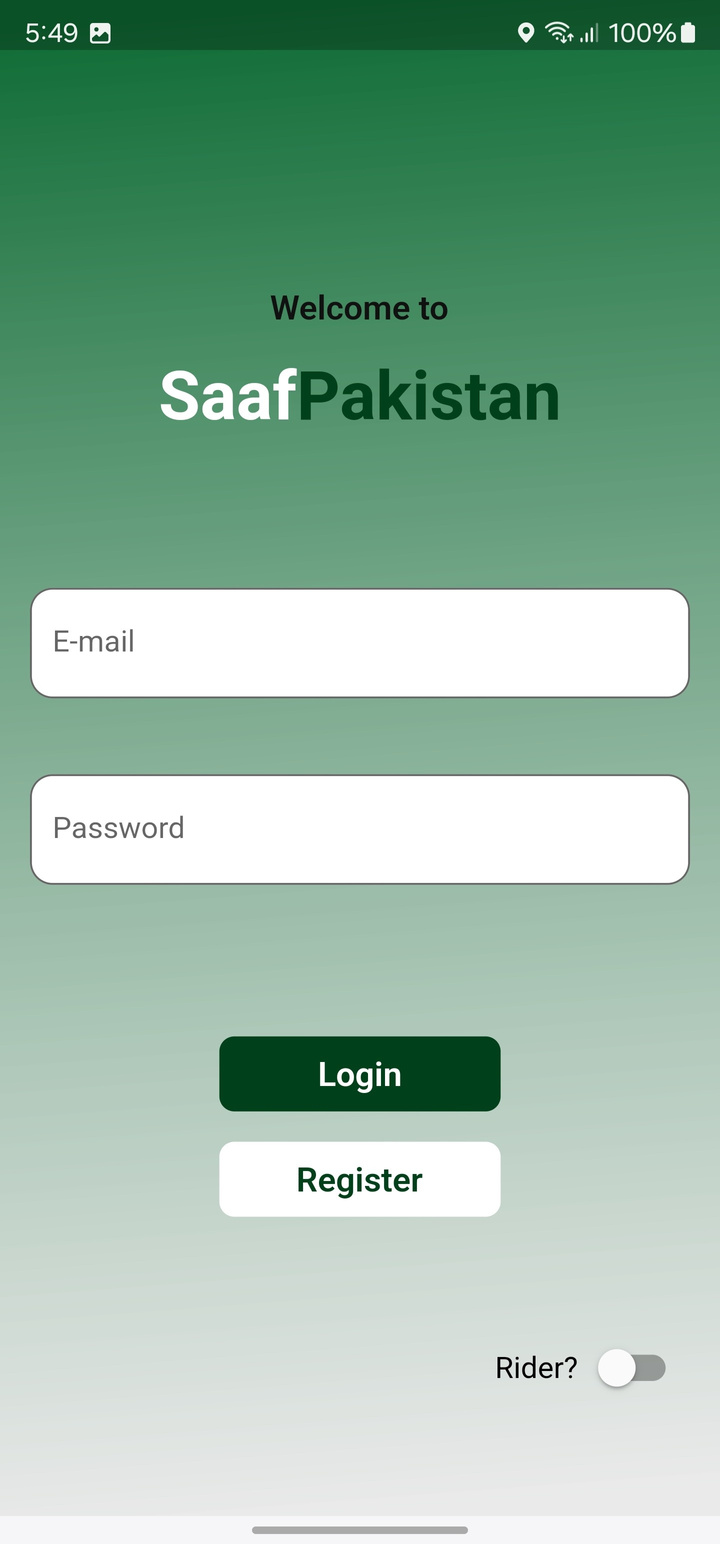 5:49 100%
Welcome to
SaafPakistan
E-mail
Password
Login
Register
Rider?